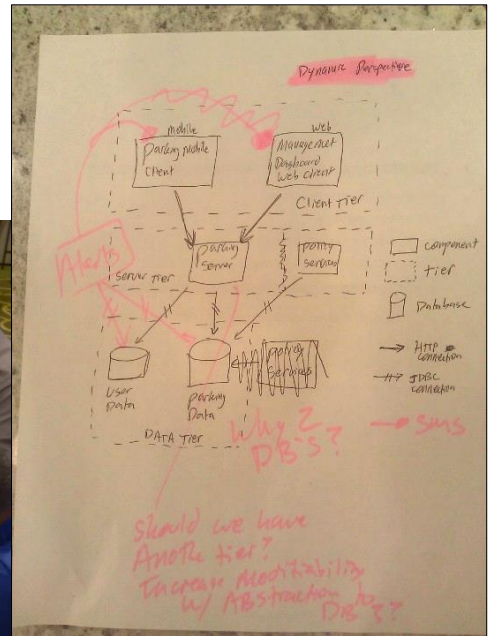 Dynamic Perspective
mobile
Parking Mobile
Client
web
Management
Dashboard
Web client
Client Tier
Alerts
Server Tier
Parking
Server
Policy
Services
component
tier
Database
HTTP
connection
JDBC
connection
User
Data
Parking
Data
Policy
Services
DATA Tier
Why 2
DB's?
sms
Should we have
Another tier?
Increase Modifiability
w/ ABstraction to
DB's?